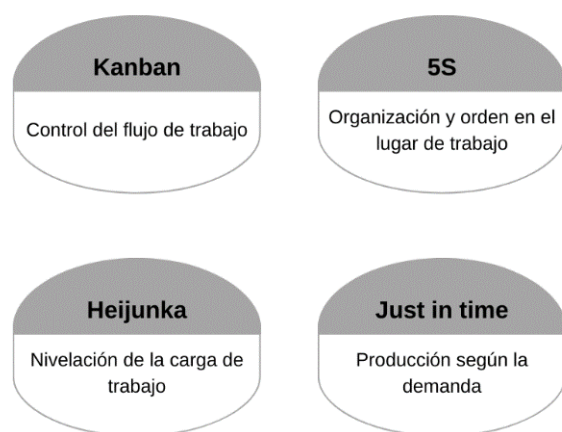 Kanban
Control del flujo de trabajo
5S
Organización y orden en el
lugar de trabajo
Heijunka
Nivelación de la carga de
trabajo
Just in time
Producción según la
demanda